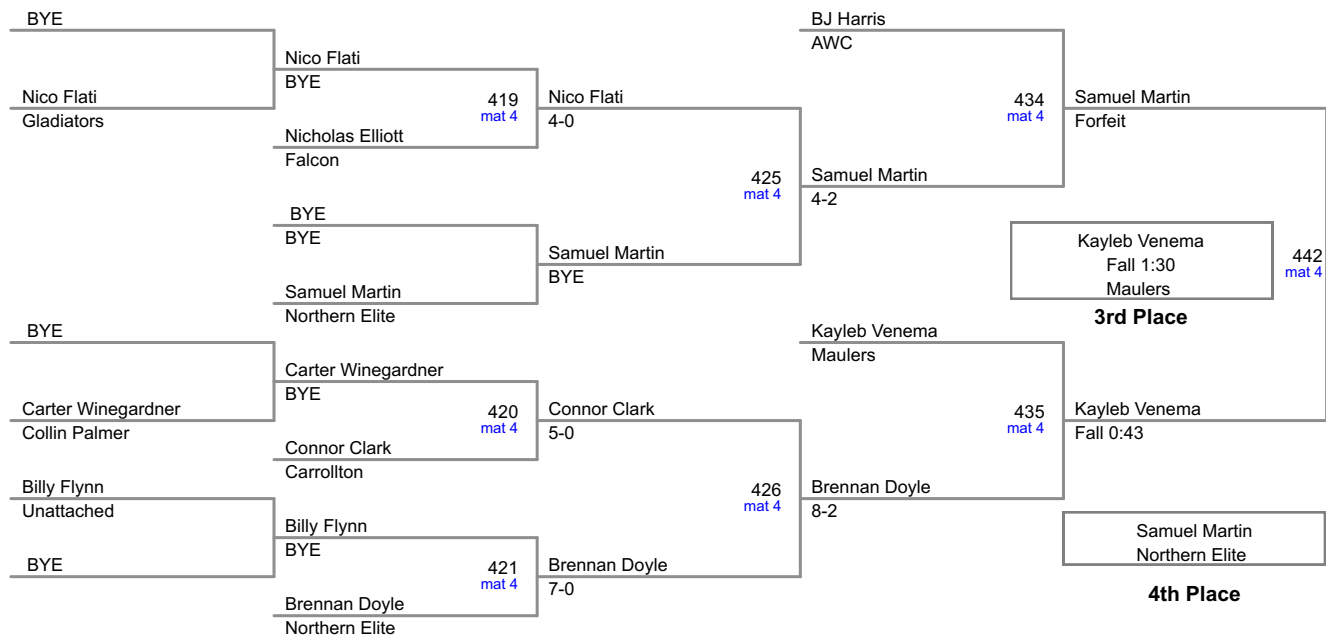 BYE
Nico Flati
Gladiators
BYE
Carter Winegardner
Collin Palmer
Billy Flynn
Unattached
BYE
Nico Flati
BYE
419
mat 4
Nicholas Elliott
Falcon
BYE
BYE
Samuel Martin
Northern Elite
Carter Winegardner
BYE
420
mat 4
Connor Clark
Carrollton
Billy Flynn
BYE
421
mat 4
Brennan Doyle
Northern Elite
Nico Flati
4-0
425
mat 4
Samuel Martin
BYE
Connor Clark
5-0
426
mat 4
Brennan Doyle
7-0
BJ Harris
AWC
434
mat 4
Samuel Martin
4-2
Kayleb Venema
Maulers
435
mat 4
Brennan Doyle
8-2
Samuel Martin
Forfeit
Kayleb Venema
Fall 1:30
Maulers
442
mat 4
3rd Place
Kayleb Venema
Fall 0:43
Samuel Martin
Northern Elite
4th Place